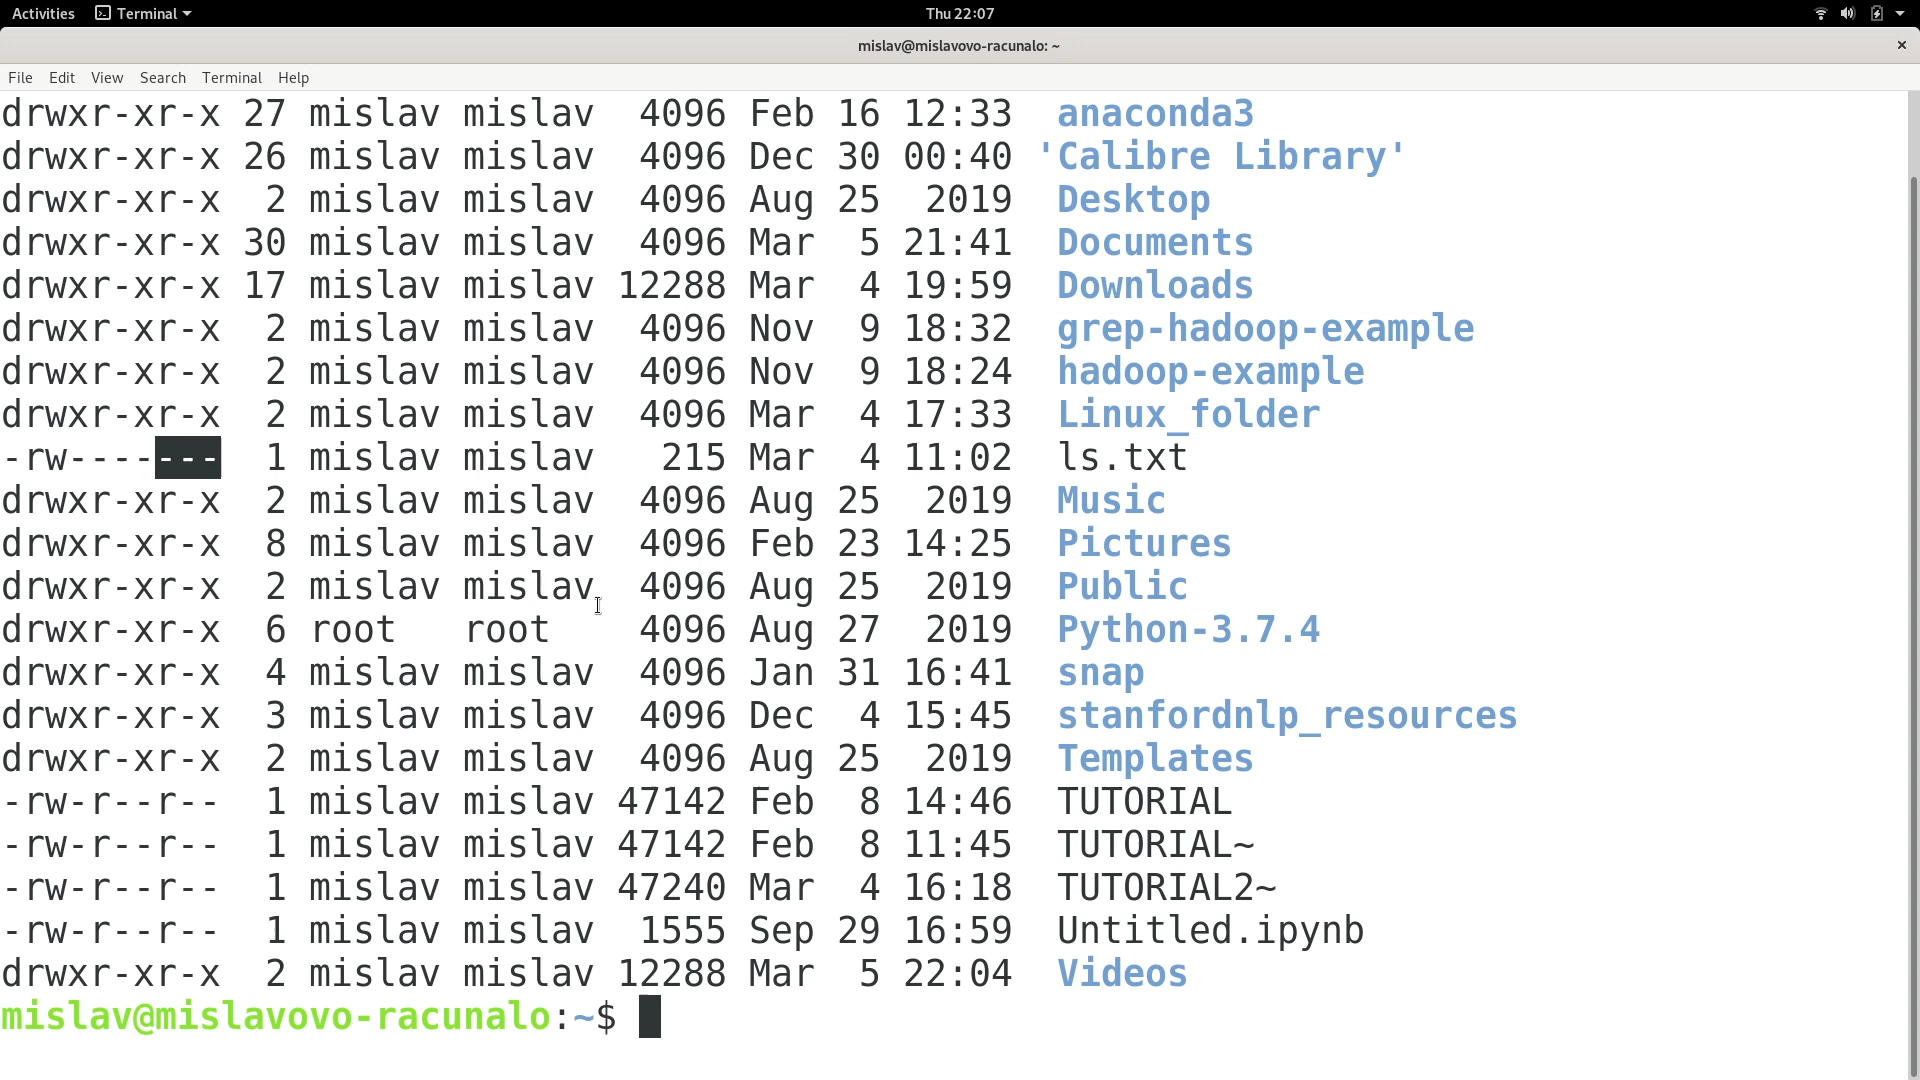 Activities Terminal Thu 22:07
mislav@mislavovo-racunalo: ~
File Edit View Search Terminal Help
drwxr-xr-x 27 mislav mislav  4096 Feb 16 12:33  anaconda3
drwxr-xr-x 26 mislav mislav  4096 Dec 30 00:40 'Calibre Library'
drwxr-xr-x  2 mislav mislav  4096 Aug 25  2019  Desktop
drwxr-xr-x 30 mislav mislav  4096 Mar  5 21:41  Documents
drwxr-xr-x 17 mislav mislav 12288 Mar  4 19:59  Downloads
drwxr-xr-x  2 mislav mislav  4096 Nov  9 18:32  grep-hadoop-example
drwxr-xr-x  2 mislav mislav  4096 Nov  9 18:24  hadoop-example
drwxr-xr-x  2 mislav mislav  4096 Mar  4 17:33  Linux_folder
-rw-------  1 mislav mislav   215 Mar  4 11:02  ls.txt
drwxr-xr-x  2 mislav mislav  4096 Aug 25  2019  Music
drwxr-xr-x  8 mislav mislav  4096 Feb 23 14:25  Pictures
drwxr-xr-x  2 mislav mislav  4096 Aug 25  2019  Public
drwxr-xr-x  6 root   root    4096 Aug 27  2019  Python-3.7.4
drwxr-xr-x  4 mislav mislav  4096 Jan 31 16:41  snap
drwxr-xr-x  3 mislav mislav  4096 Dec  4 15:45  stanfordnlp_resources
drwxr-xr-x  2 mislav mislav  4096 Aug 25  2019  Templates
-rw-r--r--  1 mislav mislav 47142 Feb  8 14:46  TUTORIAL
-rw-r--r--  1 mislav mislav 47142 Feb  8 11:45  TUTORIAL~
-rw-r--r--  1 mislav mislav 47240 Mar  4 16:18  TUTORIAL2~
-rw-r--r--  1 mislav mislav  1555 Sep 29 16:59  Untitled.ipynb
drwxr-xr-x  2 mislav mislav 12288 Mar  5 22:04  Videos
mislav@mislavovo-racunalo:~$